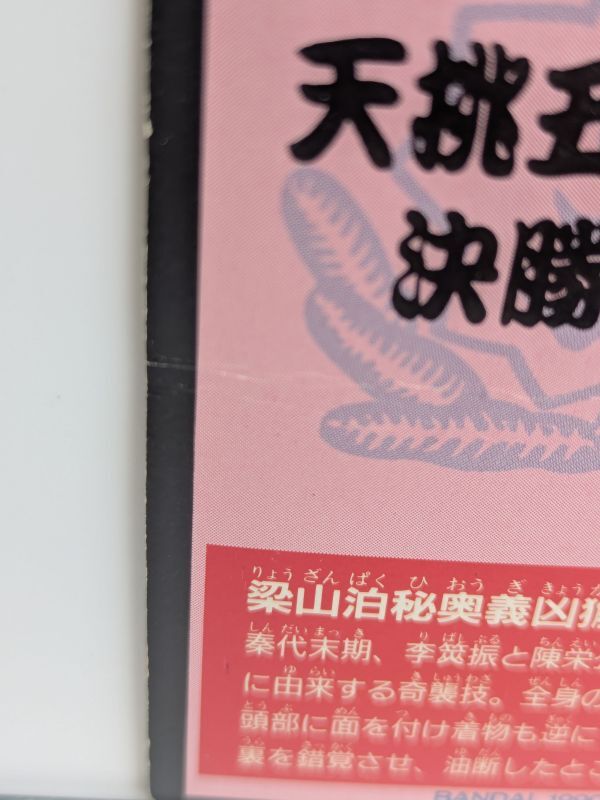 天挑五
決勝
りょう ざん ぱく ひ おう ぎ きょう
梁山泊秘奥義凶
しん だい まっ き り ばしぶる ちんえい
秦代末期、李筴振と陳栄
ゆ らい き しゅうわざ ぜん しん
に由来する奇襲技。全身の
とう ぶ めん つ き もの ぎゃく
頭部に面を付け着物も逆に
うら さっ かく ゆ だん
裏を錯覚させ、油断したとこ
BANDAI 199